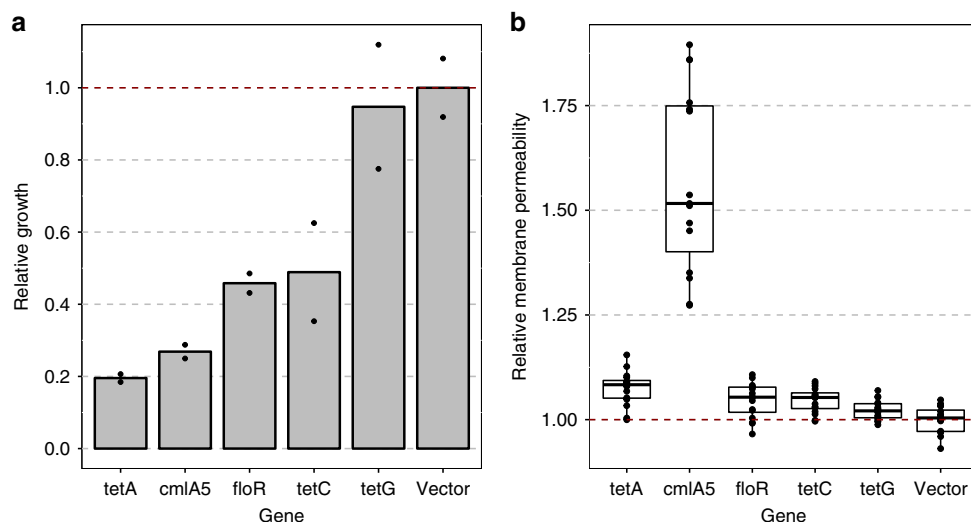 a
Relative growth
1.0
0.8
0.6
0.4
0.2
0.0
tetA cmlA5 floR tetC tetG Vector
Gene
b
Relative membrane permeability
1.75
1.50
1.25
1.00
tetA cmlA5 floR tetC tetG Vector
Gene